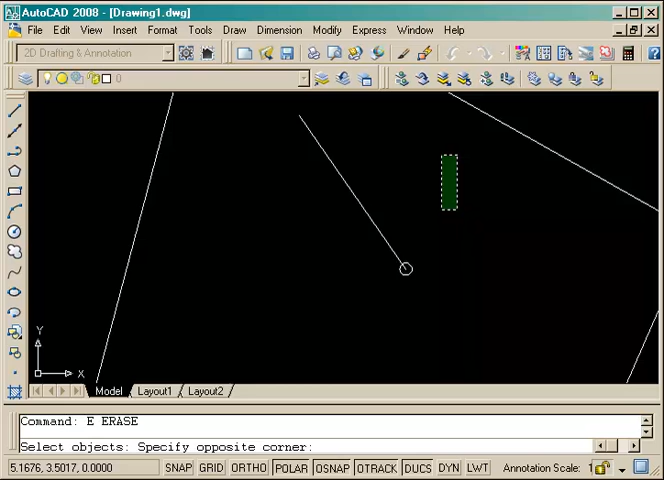 AutoCAD 2008 - [Drawing1.dwg]
File Edit View Insert Format Tools Draw Dimension Modify Express Window Help
2D Drafting & Annotation
0
Y
X
Model Layout1 Layout2
Command: E ERASE
Select objects: Specify opposite corner:
5.1676, 3.5017, 0.0000 SNAP GRID ORTHO POLAR OSNAP OTRACK DUCS DYN LWT Annotation Scale: 1